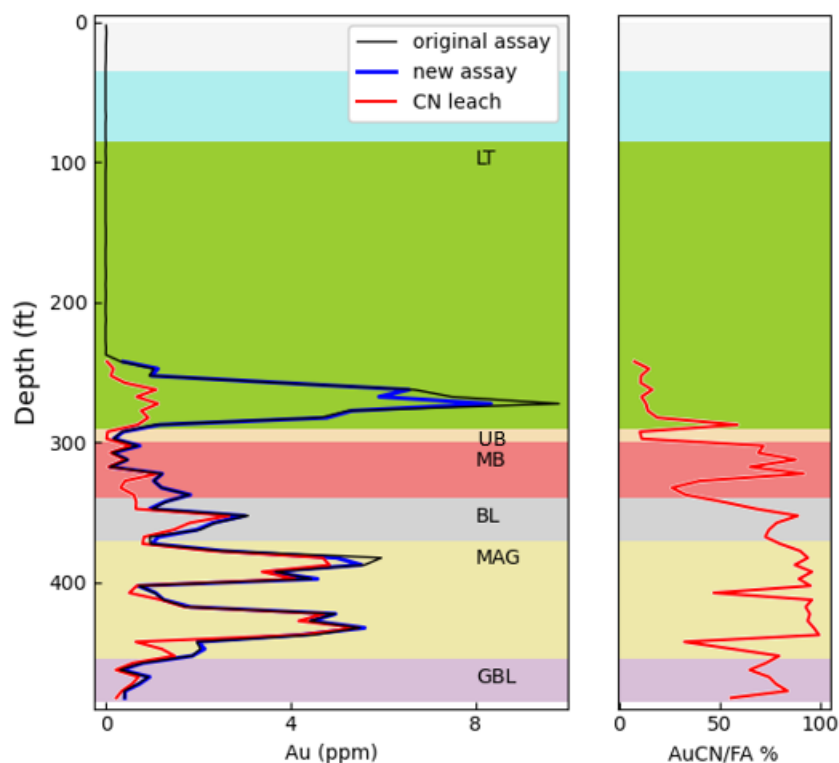 original assay
new assay
CN leach
0
100
200
300
400
Depth (ft)
LT
UB
MB
BL
MAG
GBL
0 4 8
Au (ppm)
0 50 100
AuCN/FA %